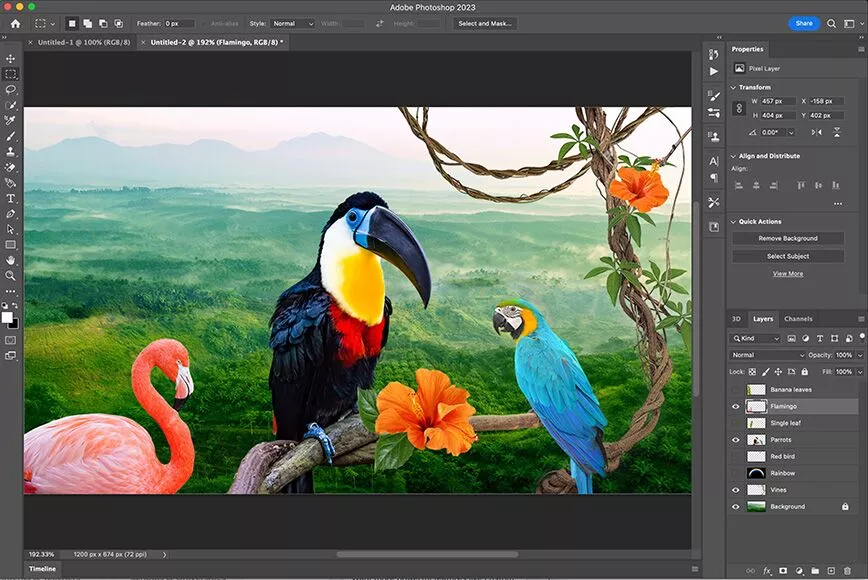 Adobe Photoshop 2023
Feather: 0 px Anti-alias Style: Normal Width: Height: Select and Mask... Share
× Untitled-1 @ 100% (RGB/8) × Untitled-2 @ 192% (Flamingo, RGB/8) *
Properties
Pixel Layer
Transform
W 457 px X -158 px
H 404 px Y 402 px
0.00°
Align and Distribute
Align:
Quick Actions
Remove Background
Select Subject
View More
3D Layers Channels
Kind
Normal Opacity: 100%
Lock: Fill: 100%
Banana leaves
Flamingo
Single leaf
Parrots
Red bird
Rainbow
Vines
Background
192.33% 1200 px x 674 px (72 ppi)
Timeline